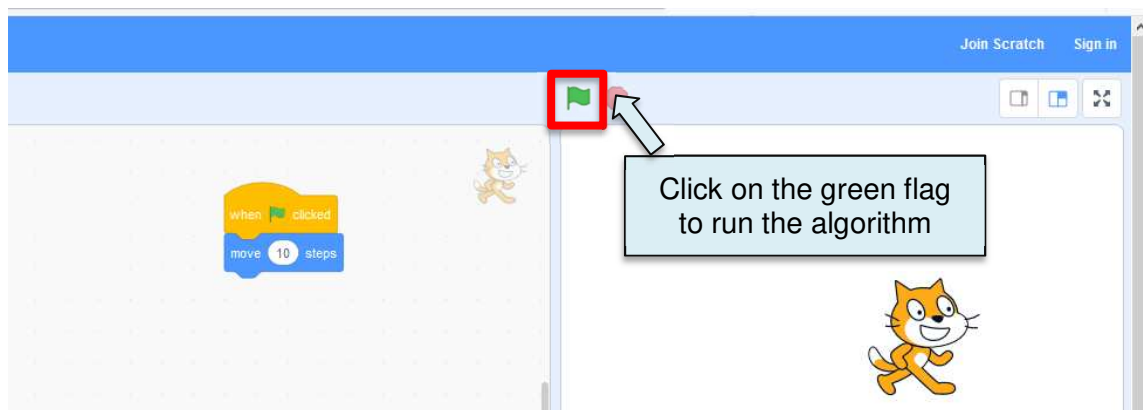 Join Scratch Sign in
Click on the green flag
to run the algorithm
when clicked
move 10 steps